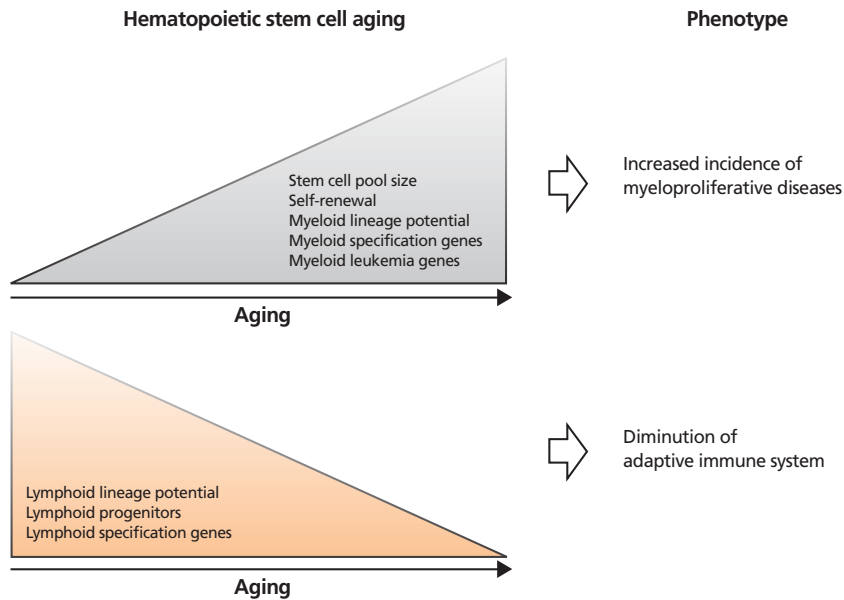 Hematopoietic stem cell aging
Phenotype
Stem cell pool size
Self-renewal
Myeloid lineage potential
Myeloid specification genes
Myeloid leukemia genes
Increased incidence of
myeloproliferative diseases
Aging
Lymphoid lineage potential
Lymphoid progenitors
Lymphoid specification genes
Diminution of
adaptive immune system
Aging